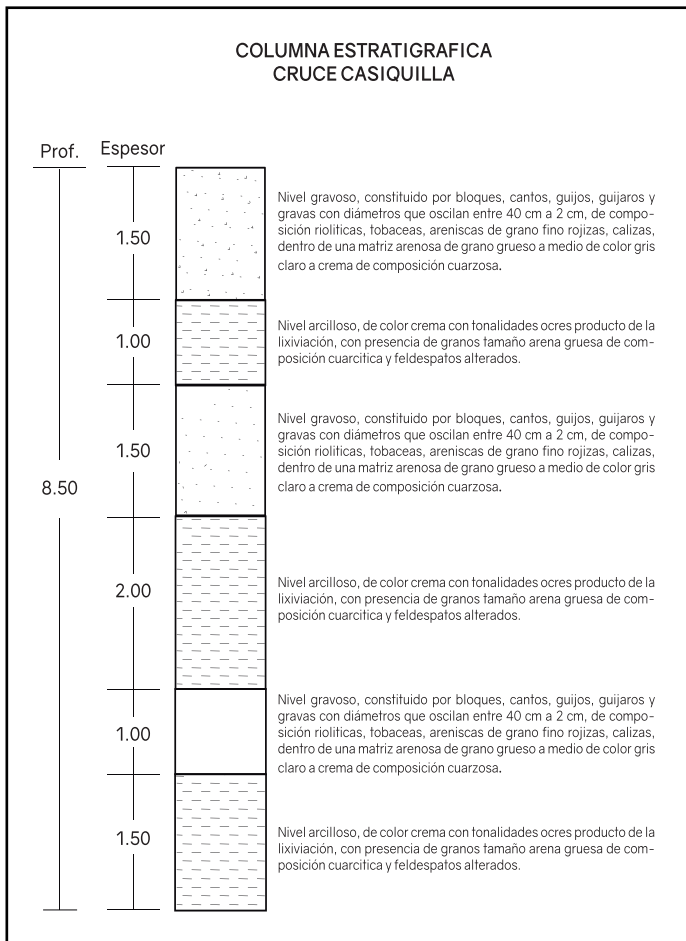 COLUMNA ESTRATIGRAFICA
CRUCE CASIQUILLA
Prof.
Espesor
8.50
1.50
Nivel gravoso, constituido por bloques, cantos, guijos, guijaros y
gravas con diámetros que oscilan entre 40 cm a 2 cm, de compo-
sición rioliticas, tobaceas, areniscas de grano fino rojizas, calizas,
dentro de una matriz arenosa de grano grueso a medio de color gris
claro a crema de composición cuarzosa.
1.00
Nivel arcilloso, de color crema con tonalidades ocres producto de la
lixiviación, con presencia de granos tamaño arena gruesa de com-
posición cuarcitica y feldespatos alterados.
1.50
Nivel gravoso, constituido por bloques, cantos, guijos, guijaros y
gravas con diámetros que oscilan entre 40 cm a 2 cm, de compo-
sición rioliticas, tobaceas, areniscas de grano fino rojizas, calizas,
dentro de una matriz arenosa de grano grueso a medio de color gris
claro a crema de composición cuarzosa.
2.00
Nivel arcilloso, de color crema con tonalidades ocres producto de la
lixiviación, con presencia de granos tamaño arena gruesa de com-
posición cuarcitica y feldespatos alterados.
1.00
Nivel gravoso, constituido por bloques, cantos, guijos, guijaros y
gravas con diámetros que oscilan entre 40 cm a 2 cm, de compo-
sición rioliticas, tobaceas, areniscas de grano fino rojizas, calizas,
dentro de una matriz arenosa de grano grueso a medio de color gris
claro a crema de composición cuarzosa.
1.50
Nivel arcilloso, de color crema con tonalidades ocres producto de la
lixiviación, con presencia de granos tamaño arena gruesa de com-
posición cuarcitica y feldespatos alterados.